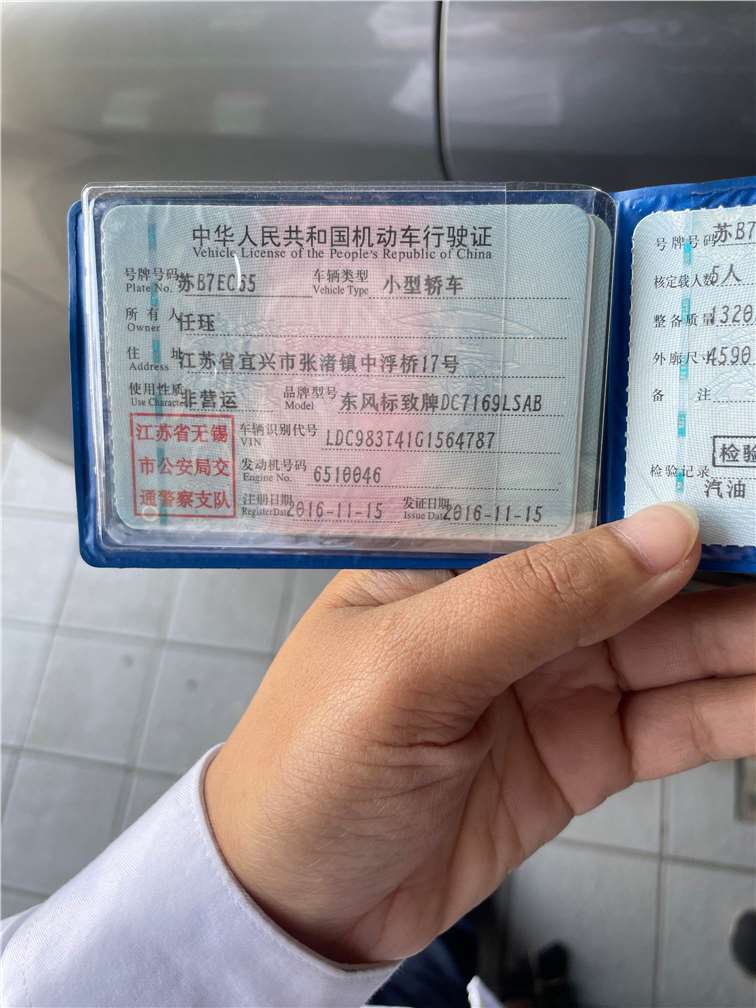 中华人民共和国机动车行驶证
Vehicle License of the People's Republic of China
号牌号码 苏B7EC55 车辆类型 小型轿车
Plate No. Vehicle Type
所有人 任珏
Owner
住址 江苏省宜兴市张渚镇中浮桥17号
Address
使用性质 非营运 品牌型号 东风标致牌DC7169LSAB
Use Character Model
江苏省无锡
市公安局交
通警察支队
车辆识别代号 LDC983T41G1564787
VIN
发动机号码 6510046
Engine No.
注册日期 2016-11-15 发证日期 2016-11-15
Register Date Issue Date
号牌号码 苏B7
核定载人数 5人
整备质量 1320
外廓尺寸 4590
备注
检验记录 检验
汽油